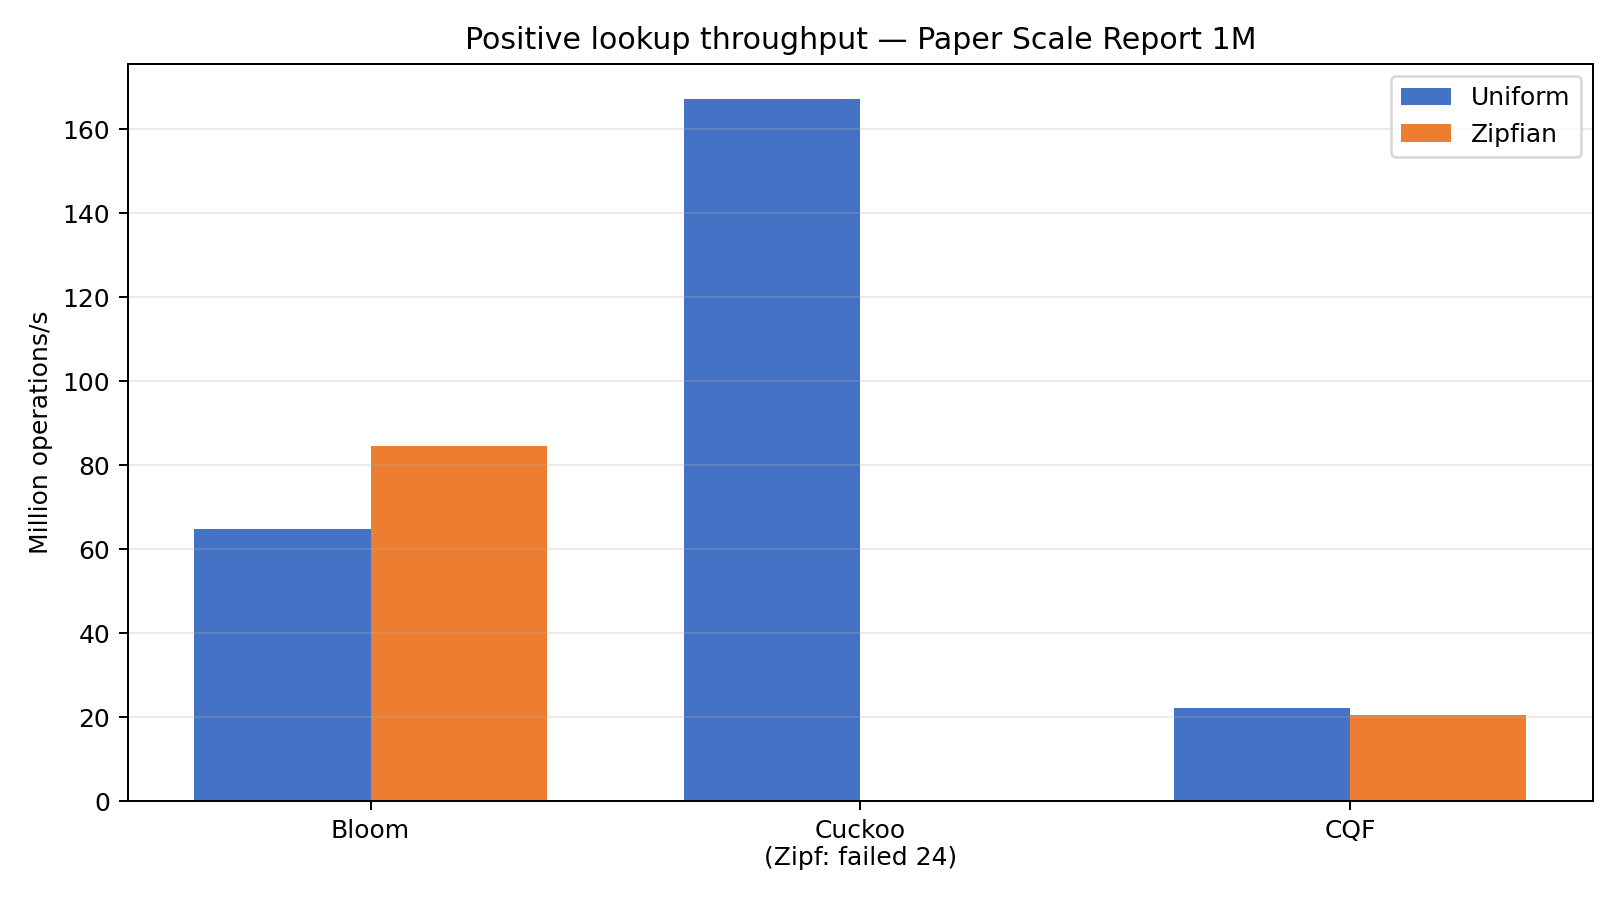 Positive lookup throughput — Paper Scale Report 1M
Uniform
Zipfian
Million operations/s
160
140
120
100
80
60
40
20
0
Bloom
Cuckoo
(Zipf: failed 24)
CQF